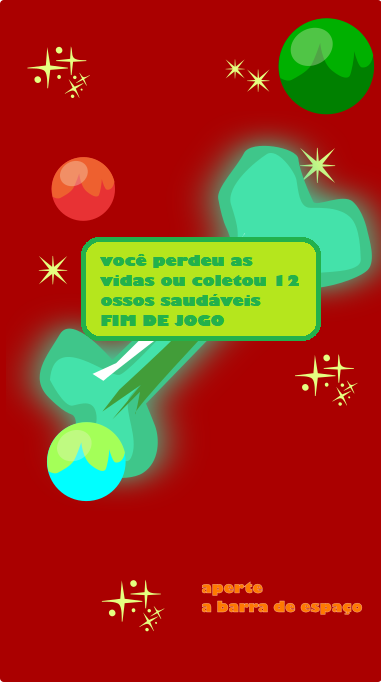 você perdeu as
vidas ou coletou 12
ossos saudáveis
FIM DE JOGO
aperte
a barra de espaço